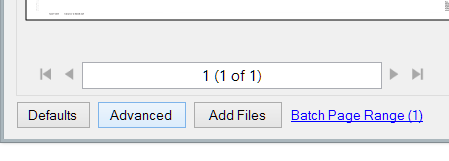 1 (1 of 1)
Defaults Advanced Add Files Batch Page Range (1)